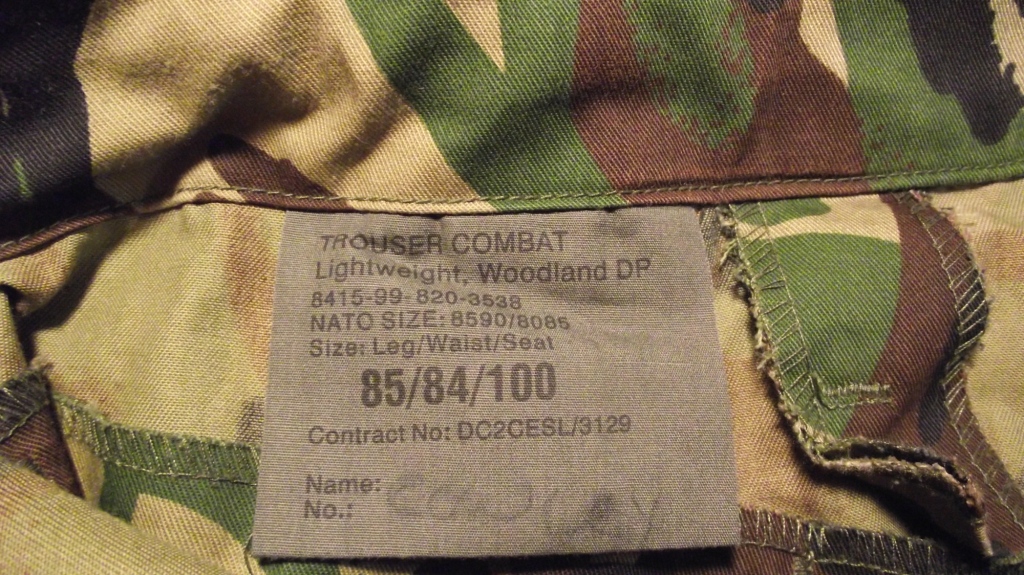 TROUSER COMBAT
Lightweight, Woodland DP
8415-99-820-3538
NATO SIZE: 8590/8085
Size: Leg/Waist/Seat
85/84/100
Contract No: DC2CESL/3129
Name:
No.: